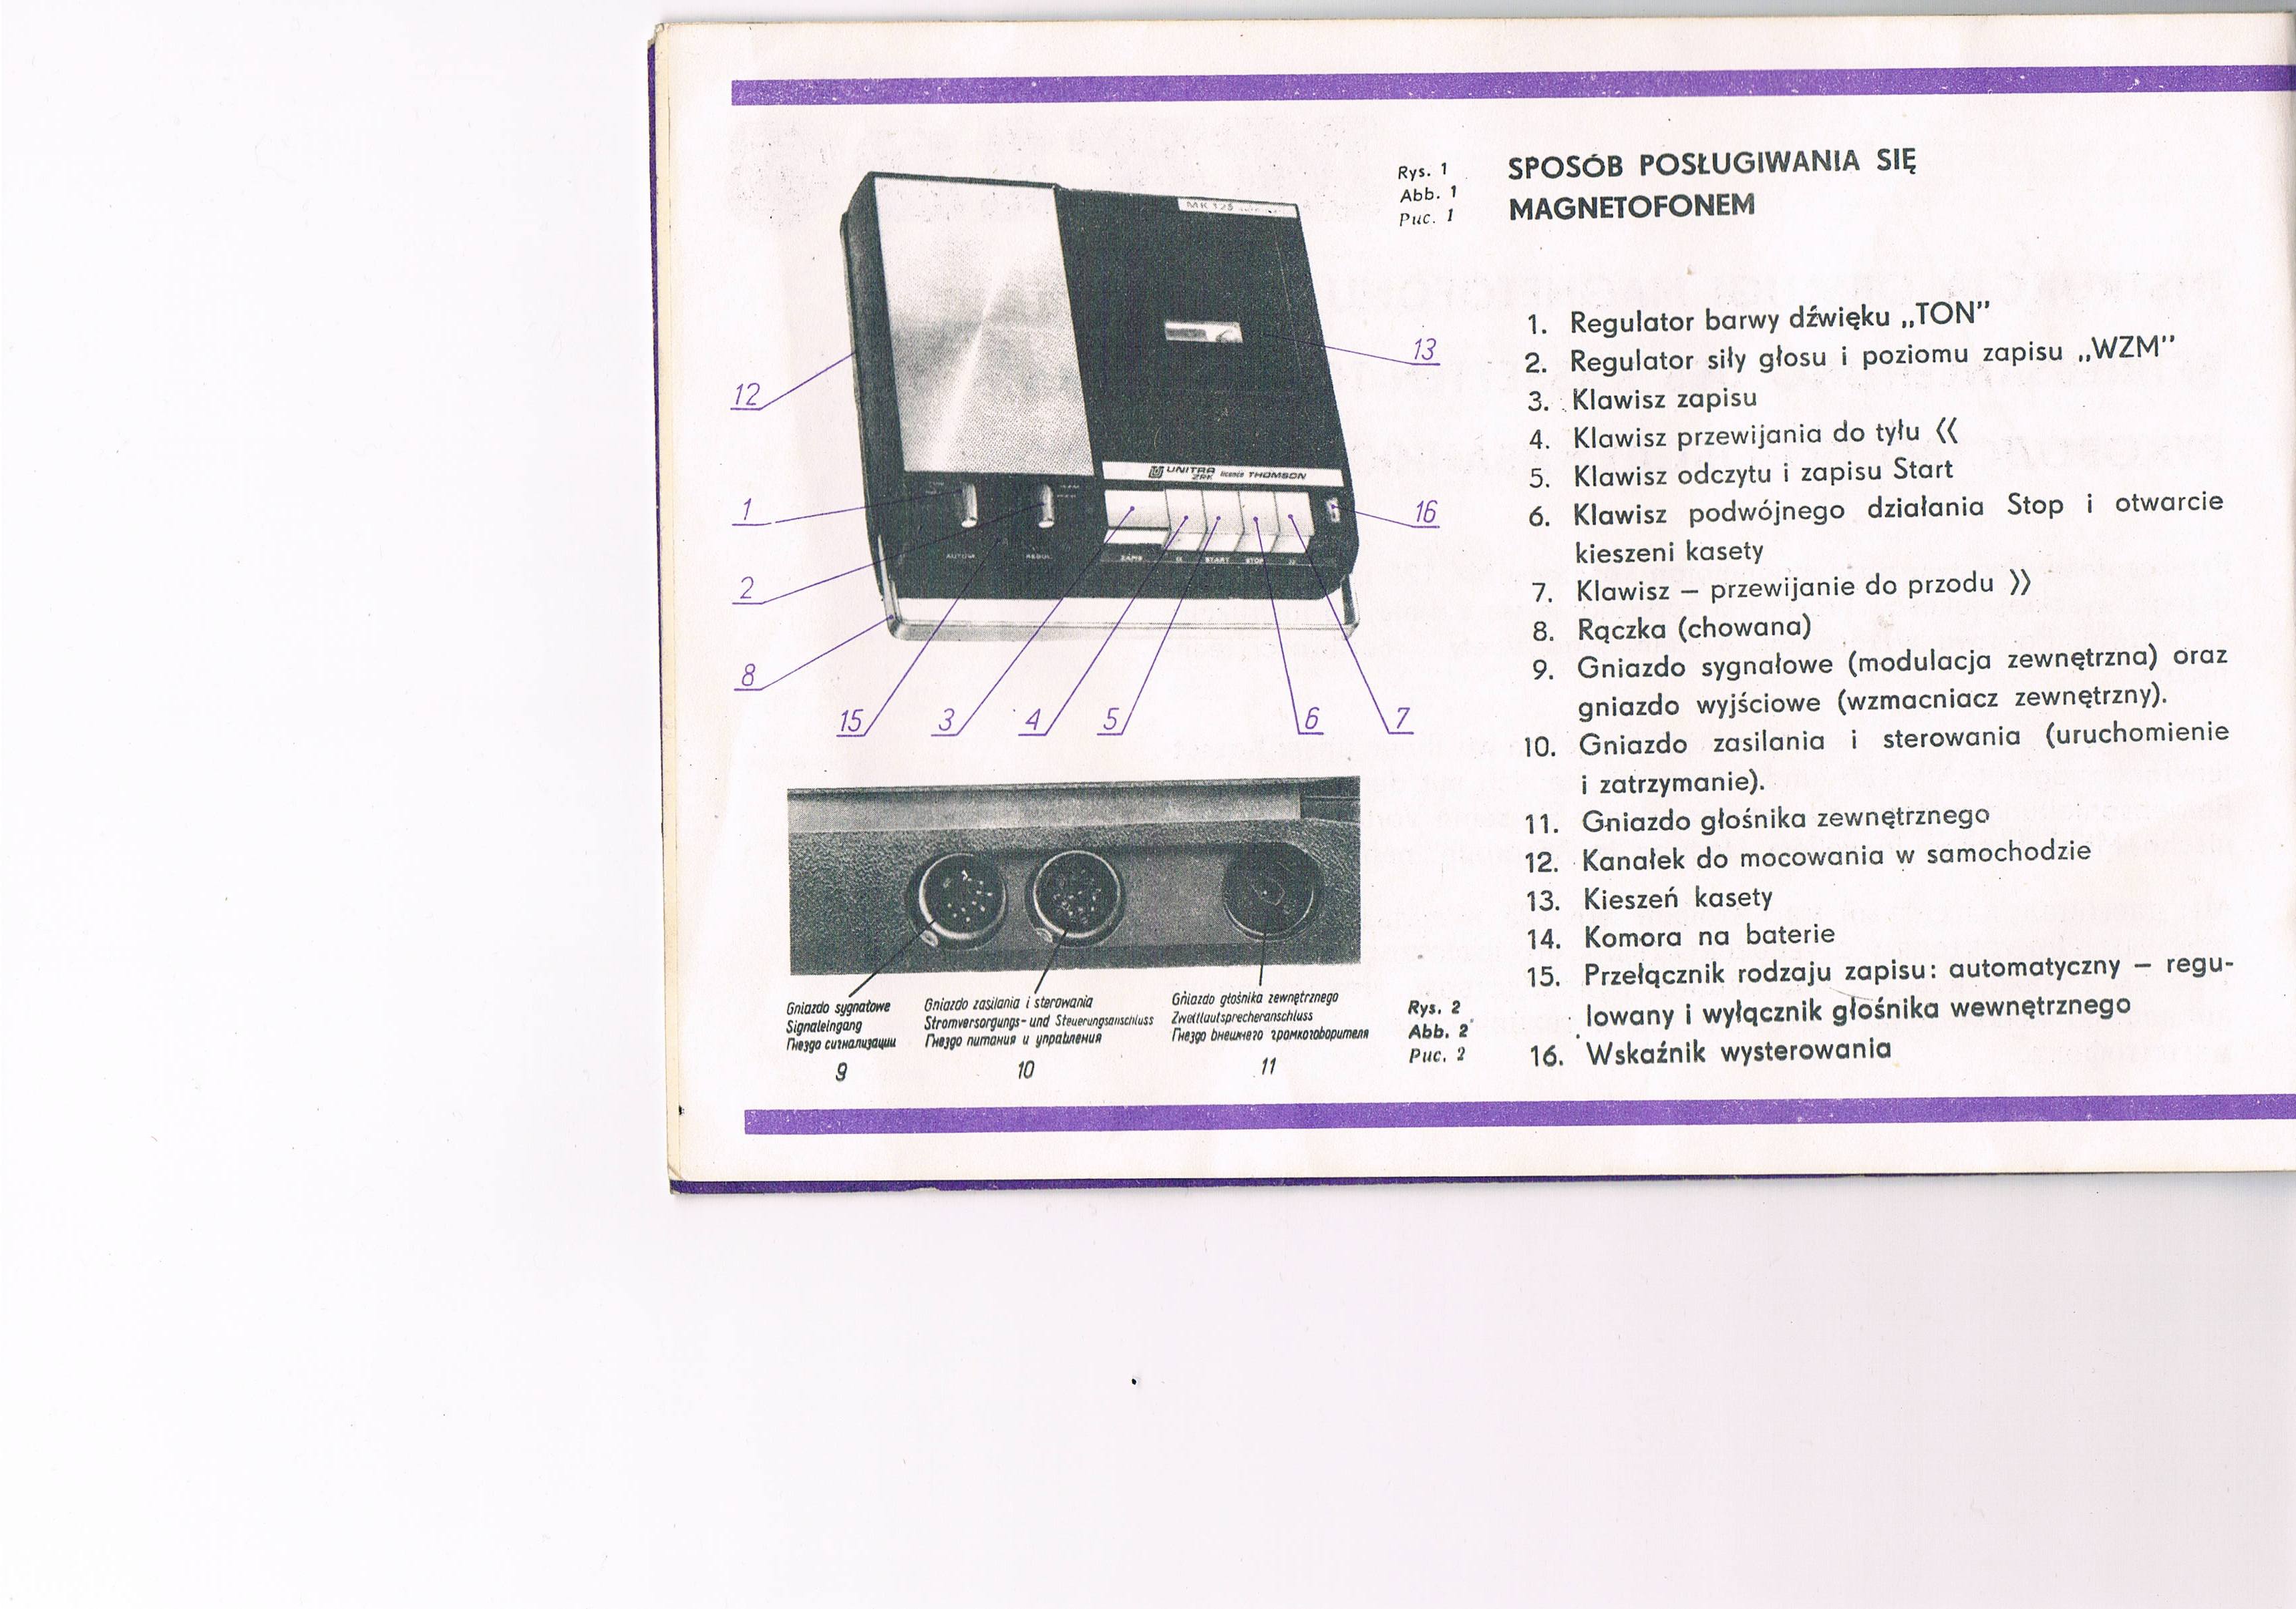 Rys. 1
Abb. 1
Рис. 1
SPOSÓB POSŁUGIWANIA SIĘ
MAGNETOFONEM
MK 125
UNITRA
ZRK
licence THOMSON
AUTOM.
REGUL.
ZAPIS
<<
START
STOP
>>
12
13
1
16
2
8
15
3
4
5
6
7
1. Regulator barwy dźwięku „TON"
2. Regulator siły głosu i poziomu zapisu „WZM"
3. Klawisz zapisu
4. Klawisz przewijania do tyłu ⟨⟨
5. Klawisz odczytu i zapisu Start
6. Klawisz podwójnego działania Stop i otwarcie
kieszeni kasety
7. Klawisz — przewijanie do przodu ⟩⟩
8. Rączka (chowana)
9. Gniazdo sygnałowe (modulacja zewnętrzna) oraz
gniazdo wyjściowe (wzmacniacz zewnętrzny).
10. Gniazdo zasilania i sterowania (uruchomienie
i zatrzymanie).
11. Gniazdo głośnika zewnętrznego
12. Kanałek do mocowania w samochodzie
13. Kieszeń kasety
14. Komora na baterie
15. Przełącznik rodzaju zapisu: automatyczny — regu-
lowany i wyłącznik głośnika wewnętrznego
16. Wskaźnik wysterowania
Gniazdo sygnałowe
Signaleingang
Гнездо сигнализации
9
Gniazdo zasilania i sterowania
Stromversorgungs- und Steuerungsanschluss
Гнездо питания и управления
10
Gniazdo głośnika zewnętrznego
Zweitlautsprecheranschluss
Гнездо внешнего громкоговорителя
11
Rys. 2
Abb. 2
Рис. 2